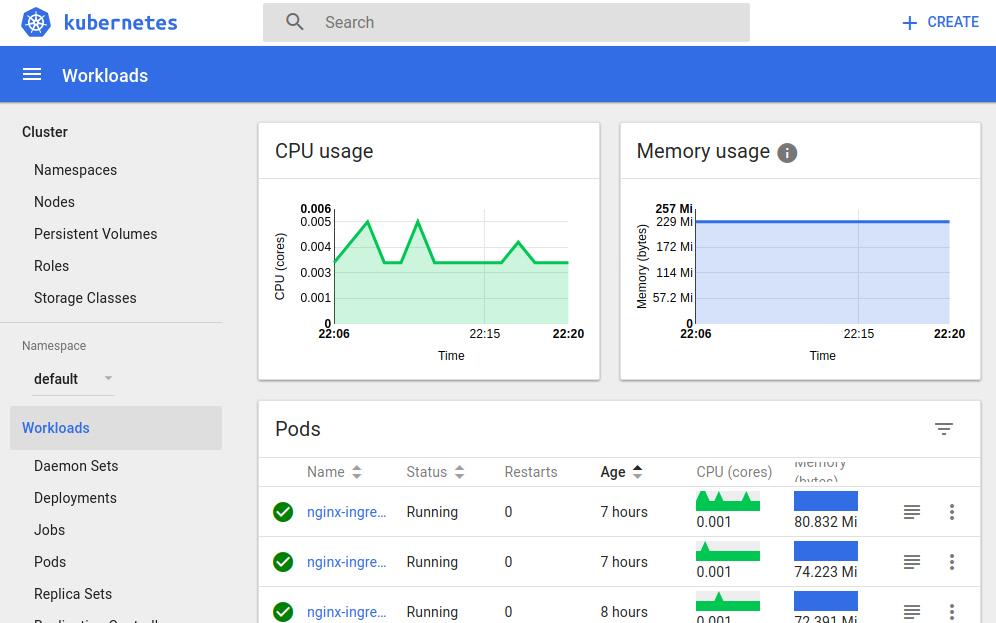 kubernetes
Search
+ CREATE
Workloads
Cluster
Namespaces
Nodes
Persistent Volumes
Roles
Storage Classes
Namespace
default
Workloads
Daemon Sets
Deployments
Jobs
Pods
Replica Sets
CPU usage
CPU (cores)
0.006
0.005
0.004
0.003
0.001
0
22:06
22:15
22:20
Time
Memory usage
Memory (bytes)
257 Mi
229 Mi
172 Mi
114 Mi
57.2 Mi
0
22:06
22:15
22:20
Time
Pods
Name Status Restarts Age CPU (cores) Memory (bytes)
nginx-ingre... Running 0 7 hours 0.001 80.832 Mi
nginx-ingre... Running 0 7 hours 0.001 74.223 Mi
nginx-ingre... Running 0 8 hours 0.001 72.391 Mi